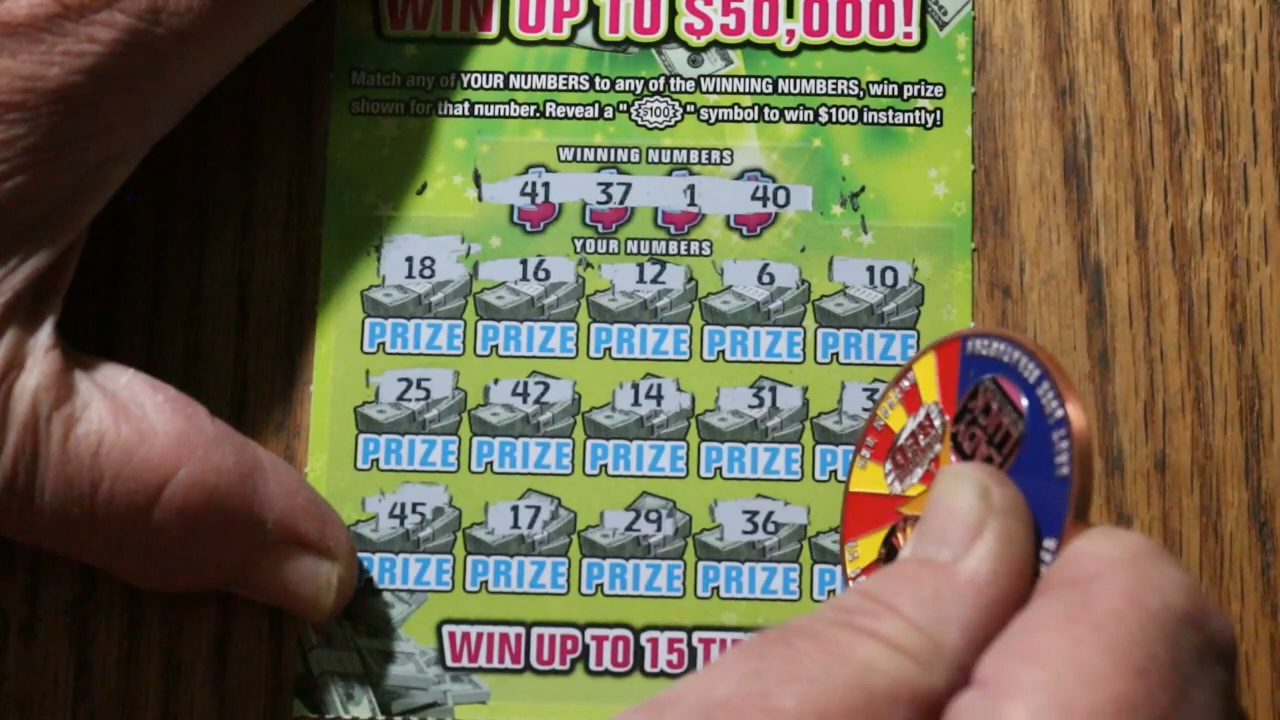 WIN UP TO $50,000!
Match any of YOUR NUMBERS to any of the WINNING NUMBERS, win prize
shown for that number. Reveal a " $100 " symbol to win $100 instantly!
WINNING NUMBERS
41 37 1 40
YOUR NUMBERS
18 16 12 6 10
PRIZE PRIZE PRIZE PRIZE PRIZE
25 42 14 31
PRIZE PRIZE PRIZE PRIZE
45 17 29 36
PRIZE PRIZE PRIZE PRIZE
WIN UP TO 15